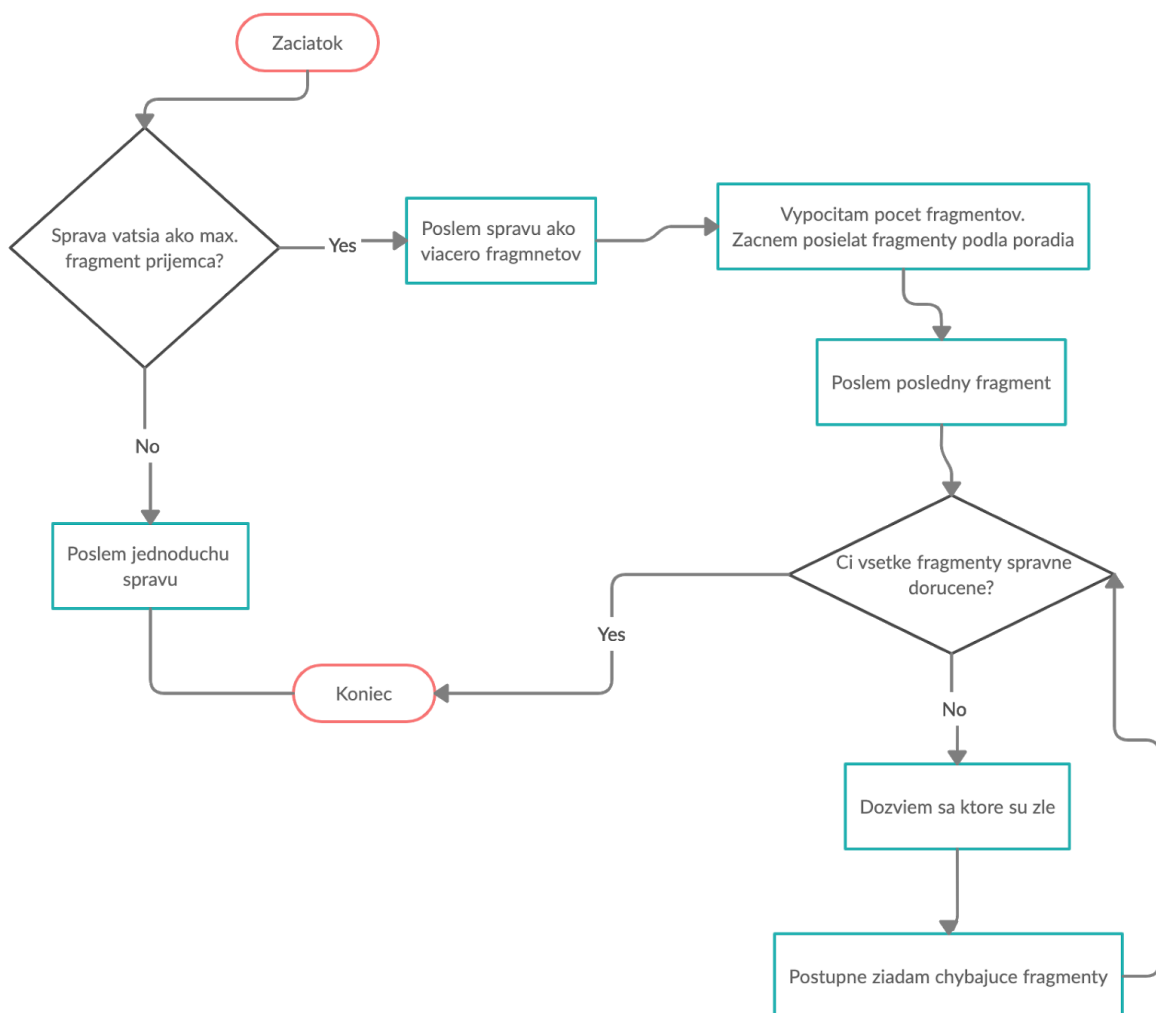 Zaciatok
Sprava vatsia ako max.
fragment prijemca?
Yes
Poslem spravu ako
viacero fragmnetov
Vypocitam pocet fragmentov.
Zacnem posielat fragmenty podla poradia
Poslem posledny fragment
No
Poslem jednoduchu
spravu
Ci vsetke fragmenty spravne
dorucene?
Yes
Koniec
No
Dozviem sa ktore su zle
Postupne ziadam chybajuce fragmenty